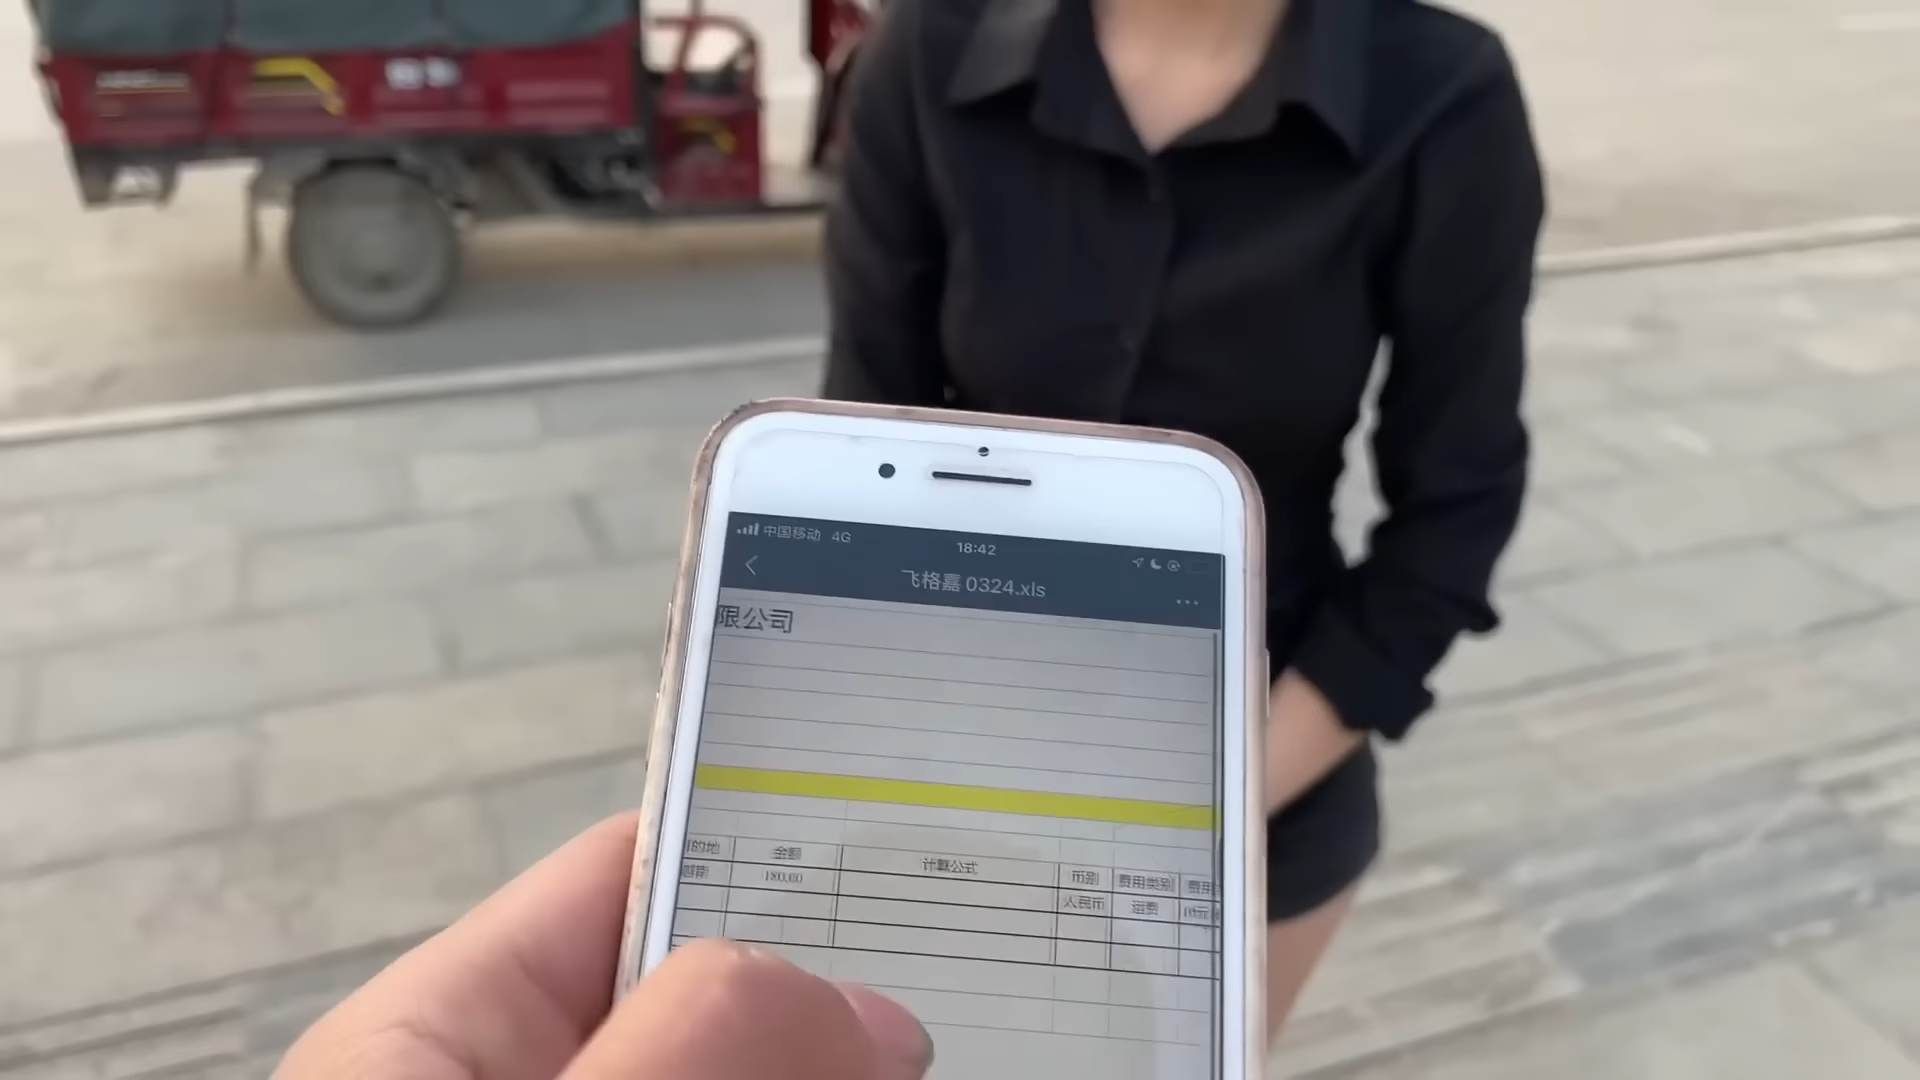 中国移动 4G
18:42
飞格嘉 0324.xls
限公司
的地 金额 计算公式 币别 费用类别 费用
越南 180.00 人民币 运费